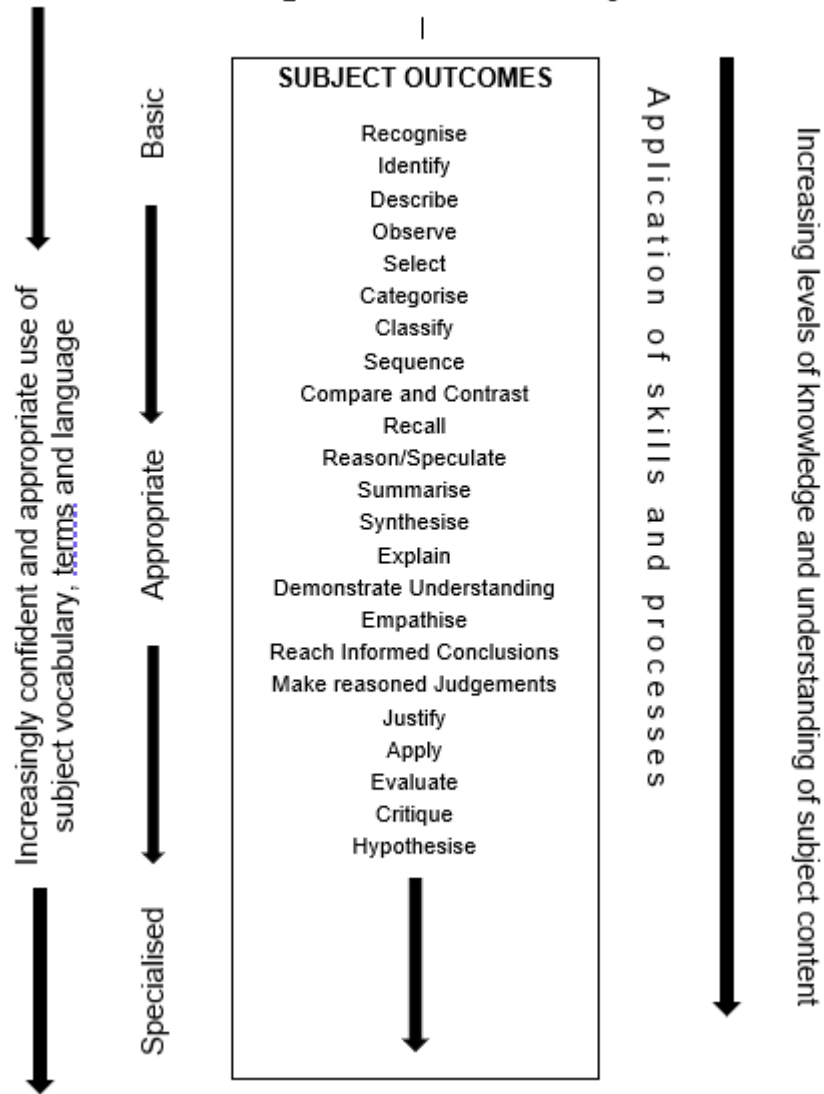 SUBJECT OUTCOMES
Recognise
Identify
Describe
Observe
Select
Categorise
Classify
Sequence
Compare and Contrast
Recall
Reason/Speculate
Summarise
Synthesise
Explain
Demonstrate Understanding
Empathise
Reach Informed Conclusions
Make reasoned Judgements
Justify
Apply
Evaluate
Critique
Hypothesise
Increasingly confident and appropriate use of
subject vocabulary, terms and language
Basic
Appropriate
Specialised
Application of skills and processes
Increasing levels of knowledge and understanding of subject content